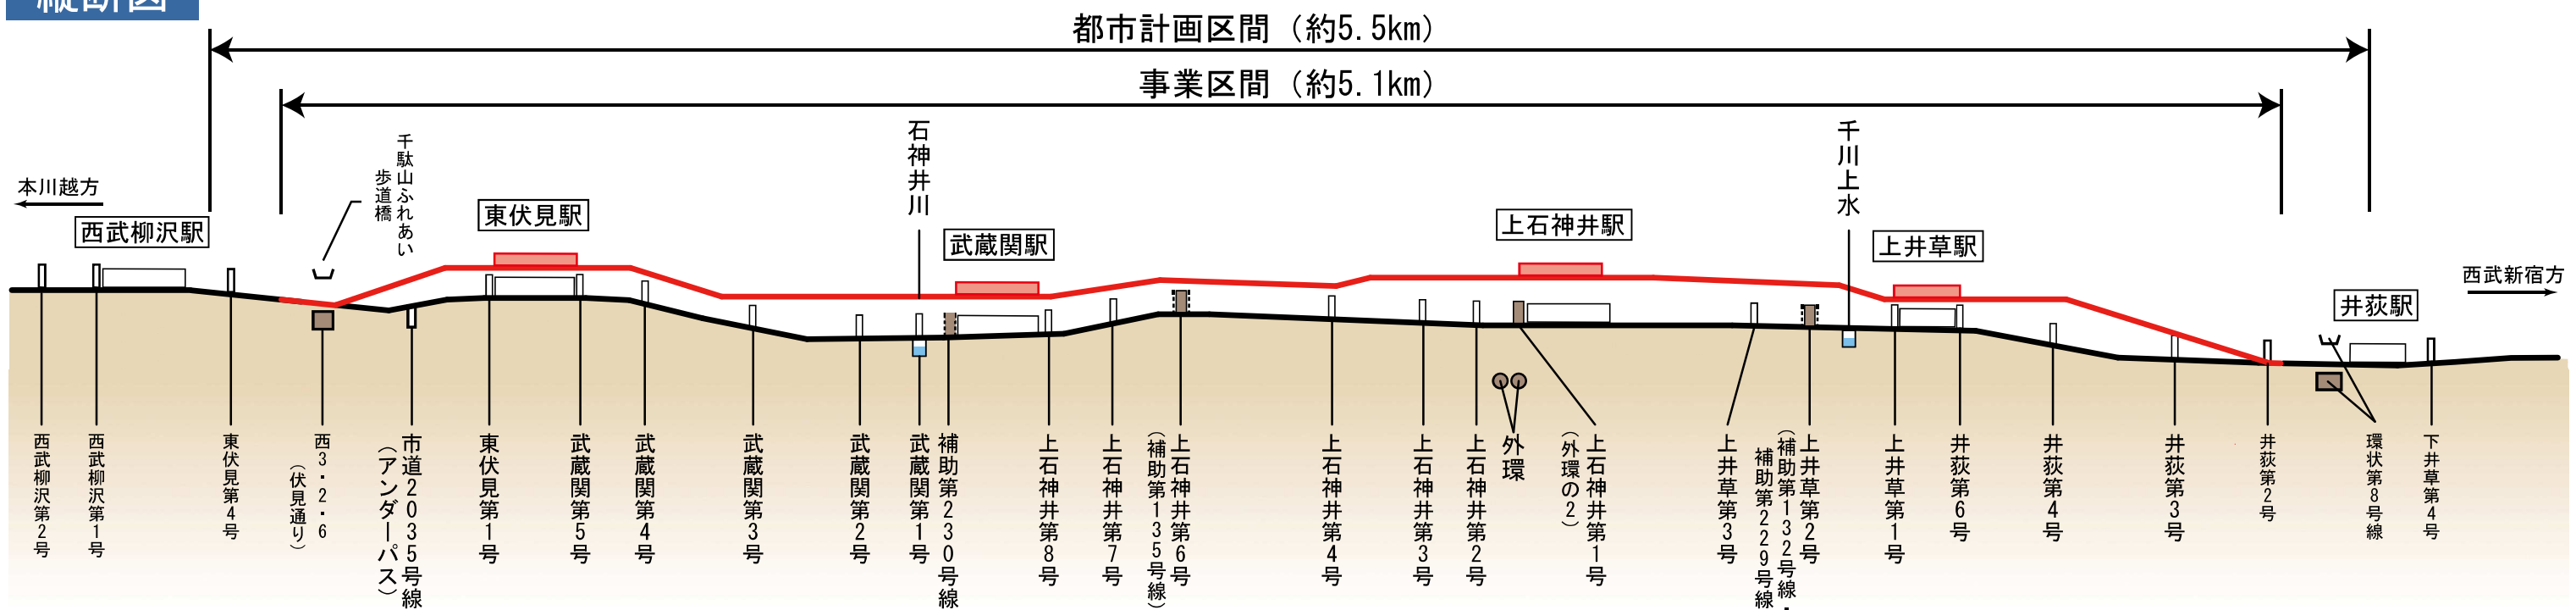 縦断図
都市計画区間（約5.5km）
事業区間（約5.1km）
本川越方
西武新宿方
千駄山ふれあい
歩道橋
石神井川
千川上水
西武柳沢駅
東伏見駅
武蔵関駅
上石神井駅
上井草駅
井荻駅
西武柳沢第2号
西武柳沢第1号
東伏見第4号
西3・2・6
（伏見通り）
市道2035号線
（アンダーパス）
東伏見第1号
武蔵関第5号
武蔵関第4号
武蔵関第3号
武蔵関第2号
武蔵関第1号
補助第230号線
上石神井第8号
上石神井第7号
上石神井第6号
（補助第135号線）
上石神井第4号
上石神井第3号
上石神井第2号
外環
上石神井第1号
（外環の2）
上井草第3号
上井草第2号
（補助第132号線・
補助第229号線
上井草第1号
井荻第6号
井荻第4号
井荻第3号
井荻第2号
環状第8号線
下井草第4号